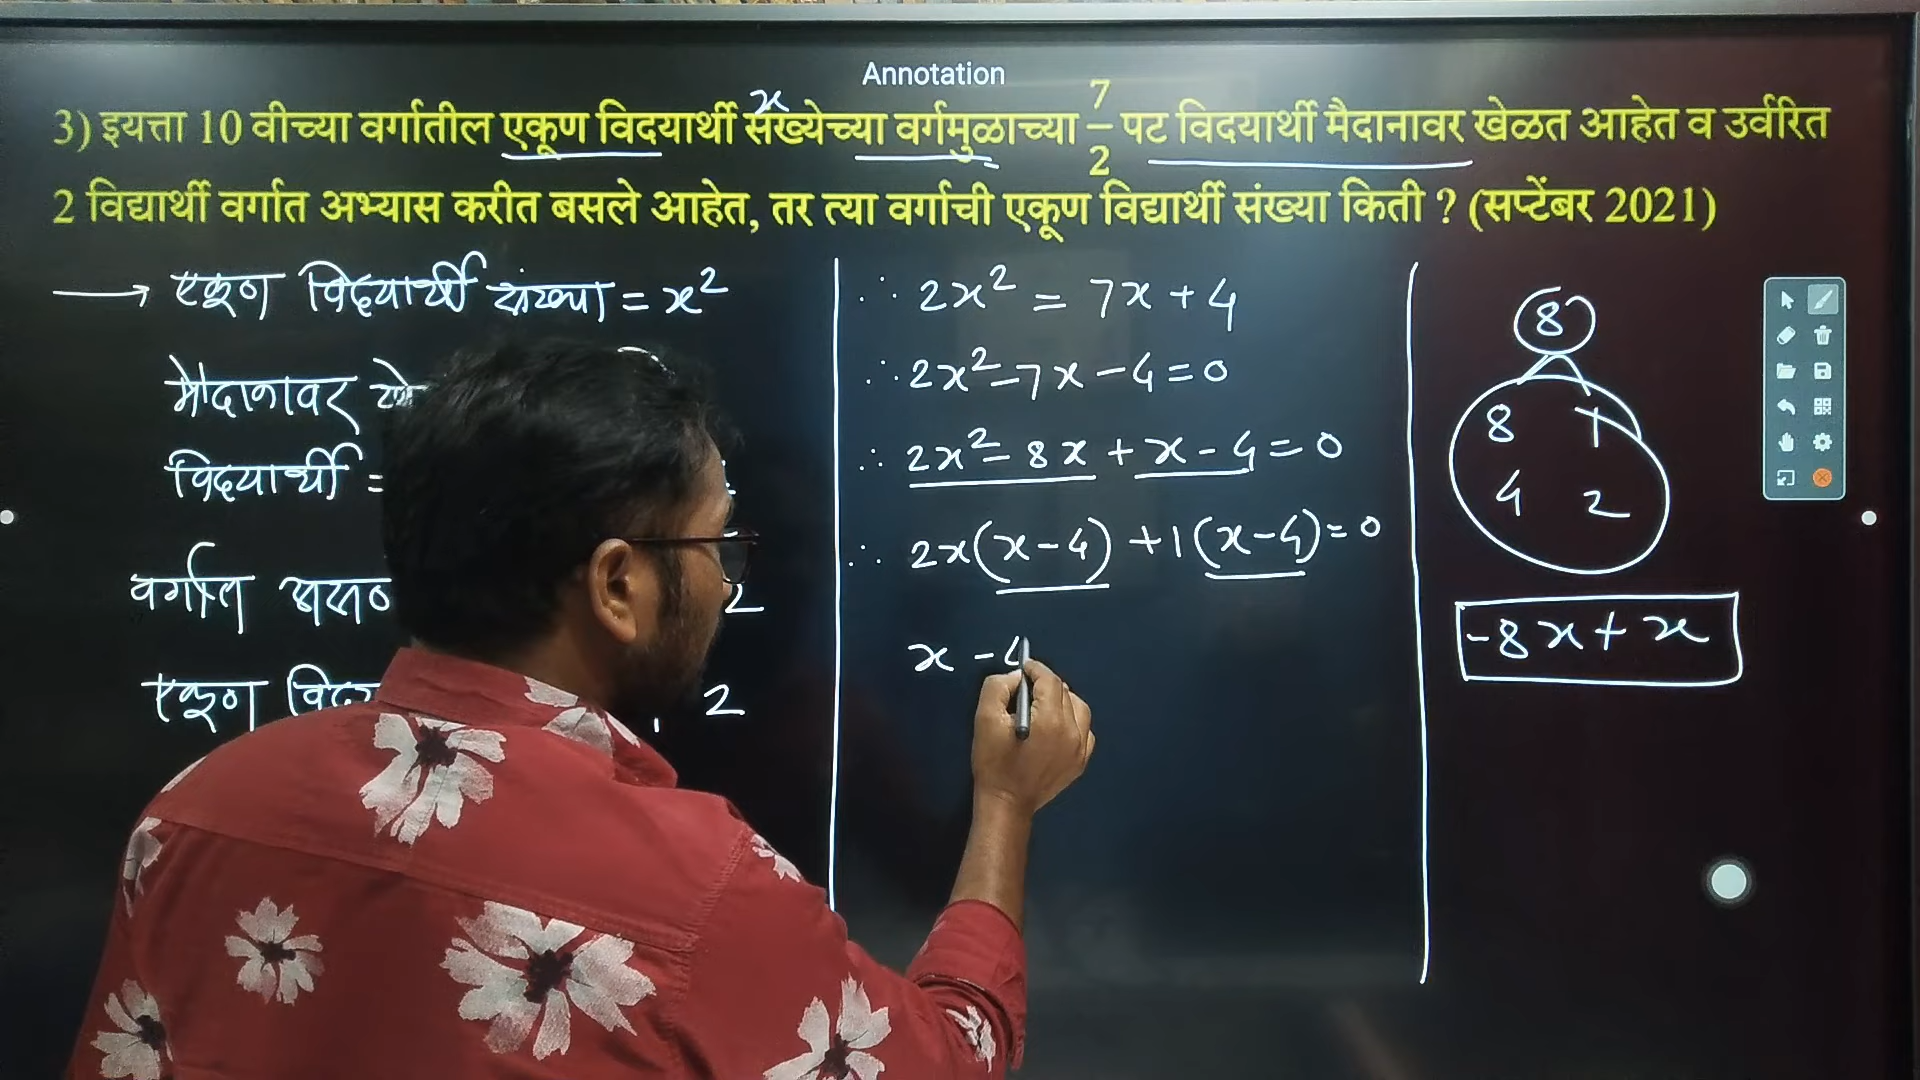 Annotation
3) इयत्ता 10 वीच्या वर्गातील एकूण विदयार्थी संख्येच्या वर्गमुळाच्या 7/2 पट विदयार्थी मैदानावर खेळत आहेत व उर्वरित
x
2 विद्यार्थी वर्गात अभ्यास करीत बसले आहेत, तर त्या वर्गाची एकूण विद्यार्थी संख्या किती ? (सप्टेंबर 2021)
→ एकूण विदयार्थी संख्या = x²
मैदानावर
विदयार्थी =
वर्गात 2
एकूण 2
∴ 2x² = 7x + 4
∴ 2x² - 7x - 4 = 0
∴ 2x² - 8x + x - 4 = 0
∴ 2x(x - 4) + 1(x - 4) = 0
x - 4
8
8 1
4 2
-8x + x